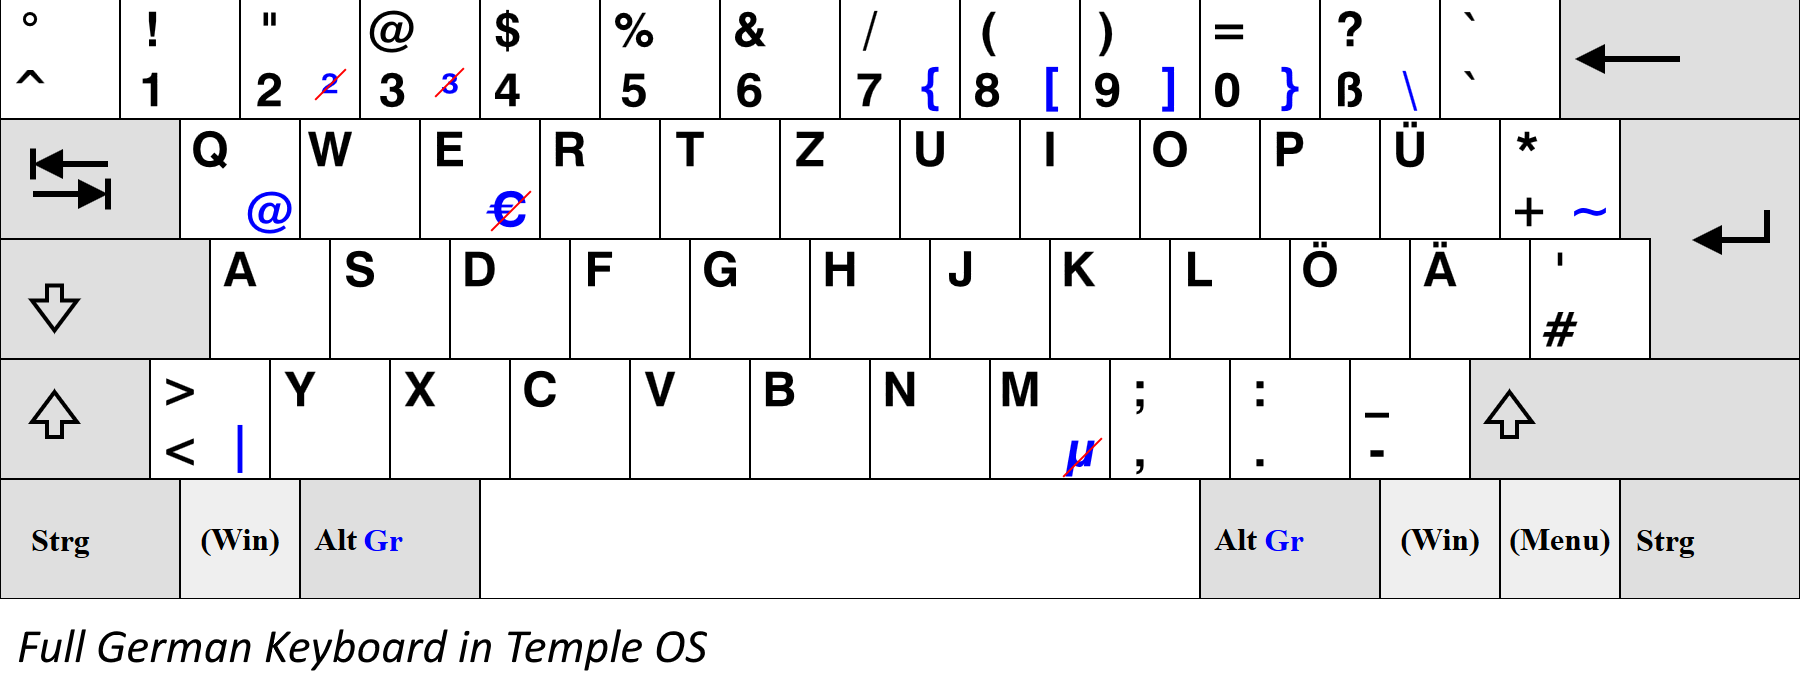 ° ! " @ $ % & / ( ) = ? `
^ 1 2 2 3 3 4 5 6 7 { 8 [ 9 ] 0 } ß \ `
Q W E R T Z U I O P Ü *
@ € + ~
A S D F G H J K L Ö Ä '
#
> Y X C V B N M ; : _
< | µ , . -
Strg (Win) Alt Gr Alt Gr (Win) (Menu) Strg
Full German Keyboard in Temple OS